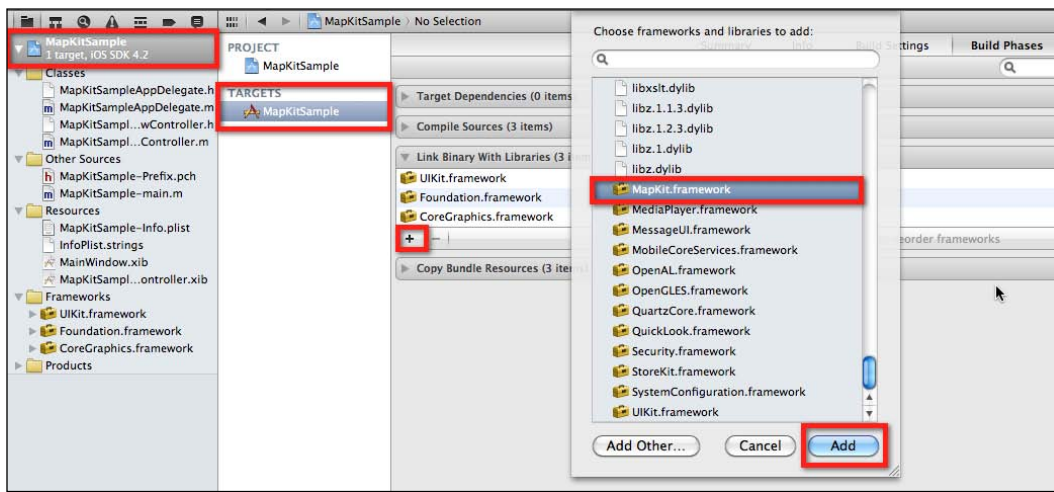 MapKitSample
1 target, iOS SDK 4.2
Classes
MapKitSampleAppDelegate.h
MapKitSampleAppDelegate.m
MapKitSampl...wController.h
MapKitSampl...Controller.m
Other Sources
MapKitSample-Prefix.pch
MapKitSample-main.m
Resources
MapKitSample-Info.plist
InfoPlist.strings
MainWindow.xib
MapKitSampl...ontroller.xib
Frameworks
UIKit.framework
Foundation.framework
CoreGraphics.framework
Products
MapKitSample › No Selection
PROJECT
MapKitSample
TARGETS
MapKitSample
Summary Info Build Settings Build Phases
Target Dependencies (0 items
Compile Sources (3 items)
Link Binary With Libraries (3 i
UIKit.framework
Foundation.framework
CoreGraphics.framework
+ −
eorder frameworks
Copy Bundle Resources (3 ite
Choose frameworks and libraries to add:
libxslt.dylib
libz.1.1.3.dylib
libz.1.2.3.dylib
libz.1.dylib
libz.dylib
MapKit.framework
MediaPlayer.framework
MessageUI.framework
MobileCoreServices.framework
OpenAL.framework
OpenGLES.framework
QuartzCore.framework
QuickLook.framework
Security.framework
StoreKit.framework
SystemConfiguration.framework
UIKit.framework
Add Other... Cancel Add